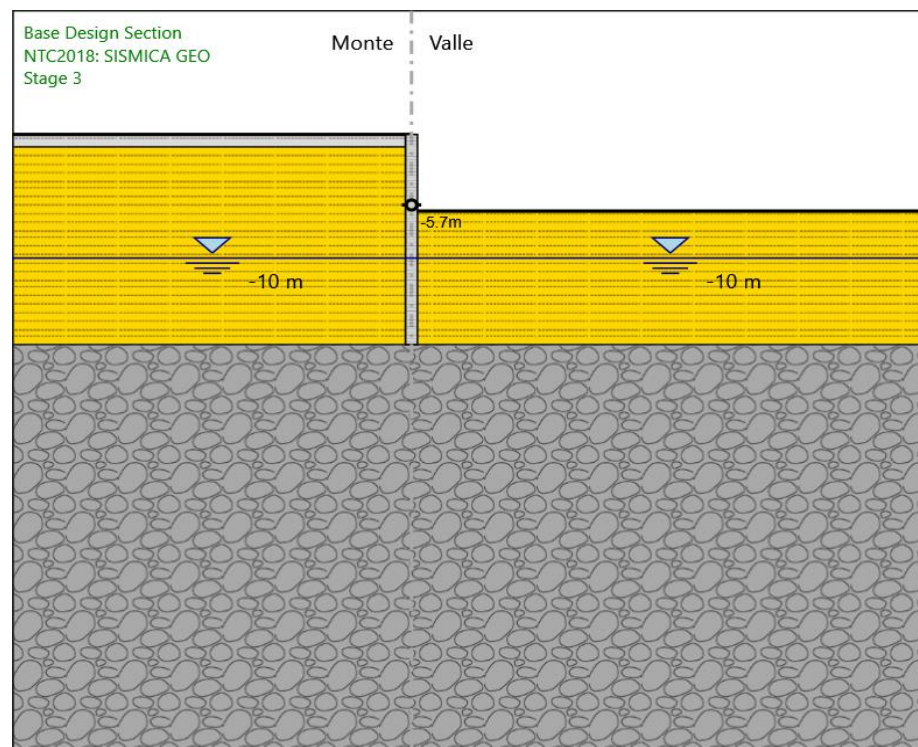 Base Design Section
NTC2018: SISMICA GEO
Stage 3
Monte
Valle
-5.7m
-10 m
-10 m